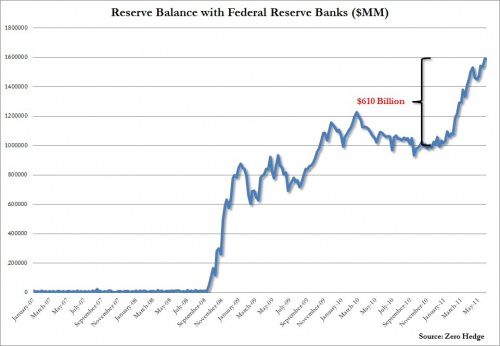 Reserve Balance with Federal Reserve Banks ($MM)
1800000
1600000
1400000
1200000
1000000
800000
600000
400000
200000
0
$610 Billion
January-07
March-07
May-07
July-07
September-07
November-07
January-08
March-08
May-08
July-08
September-08
November-08
January-09
March-09
May-09
July-09
September-09
November-09
January-10
March-10
May-10
July-10
September-10
November-10
January-11
March-11
May-11
Source: Zero Hedge